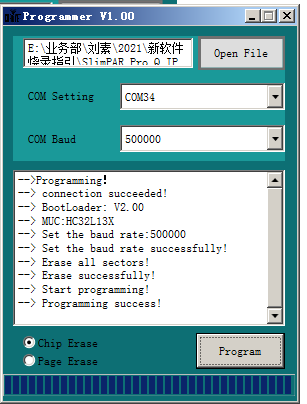 Programmer V1.00
E:\业务部\刘素\2021\新软件
烧录指引\SlimPAR Pro Q IP
Open File
COM Setting
COM34
COM Baud
500000
-->Programming!
--> connection succeeded!
--> BootLoader: V2.00
--> MUC:HC32L13X
--> Set the baud rate:500000
--> Set the baud rate successfully!
--> Erase all sectors!
--> Erase successfully!
--> Start programming!
--> Programming success!
Chip Erase
Page Erase
Program